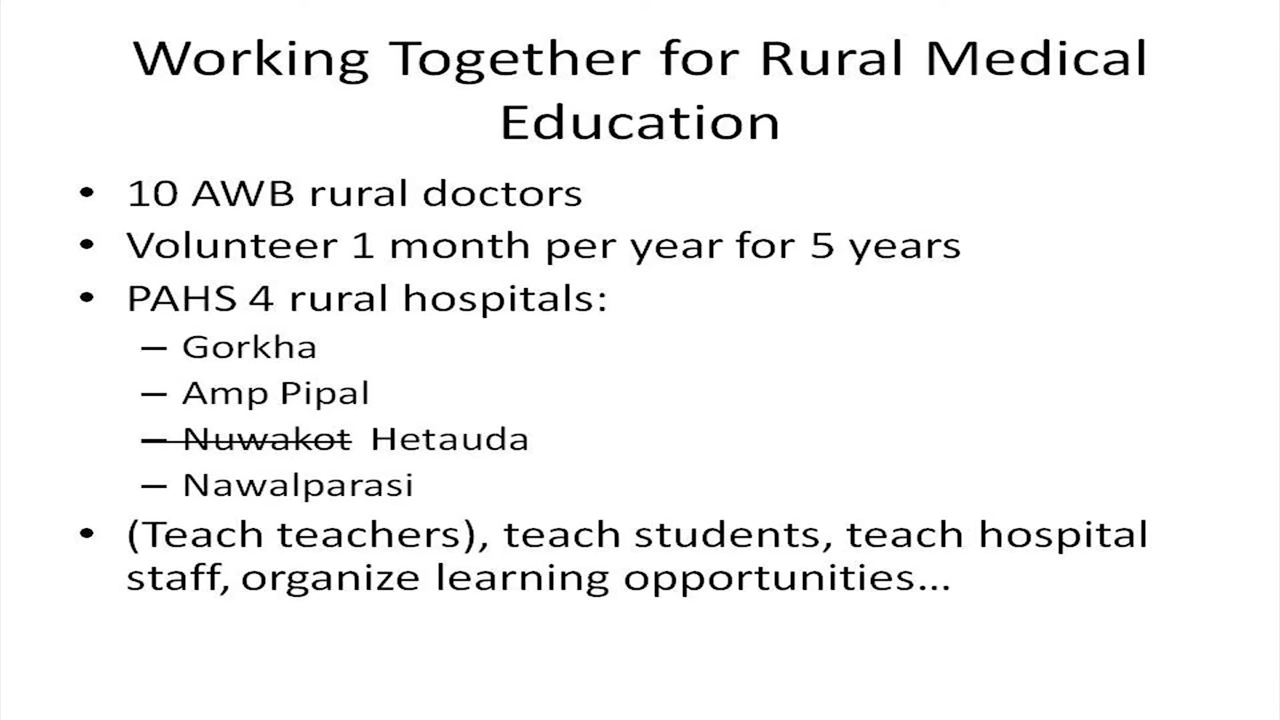 Working Together for Rural Medical
Education
• 10 AWB rural doctors
• Volunteer 1 month per year for 5 years
• PAHS 4 rural hospitals:
– Gorkha
– Amp Pipal
– Nuwakot Hetauda
– Nawalparasi
• (Teach teachers), teach students, teach hospital
staff, organize learning opportunities...